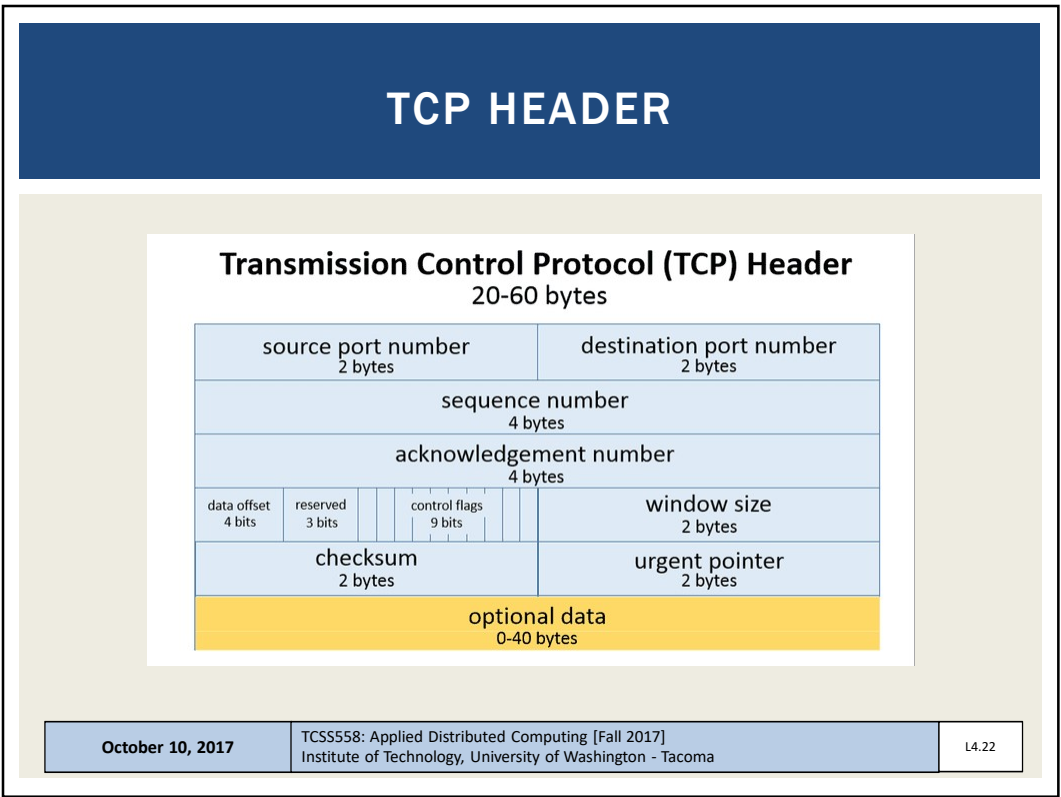 TCP HEADER
Transmission Control Protocol (TCP) Header
20-60 bytes
source port number
2 bytes
destination port number
2 bytes
sequence number
4 bytes
acknowledgement number
4 bytes
data offset
4 bits
reserved
3 bits
control flags
9 bits
window size
2 bytes
checksum
2 bytes
urgent pointer
2 bytes
optional data
0-40 bytes
October 10, 2017
TCSS558: Applied Distributed Computing [Fall 2017]
Institute of Technology, University of Washington - Tacoma
L4.22